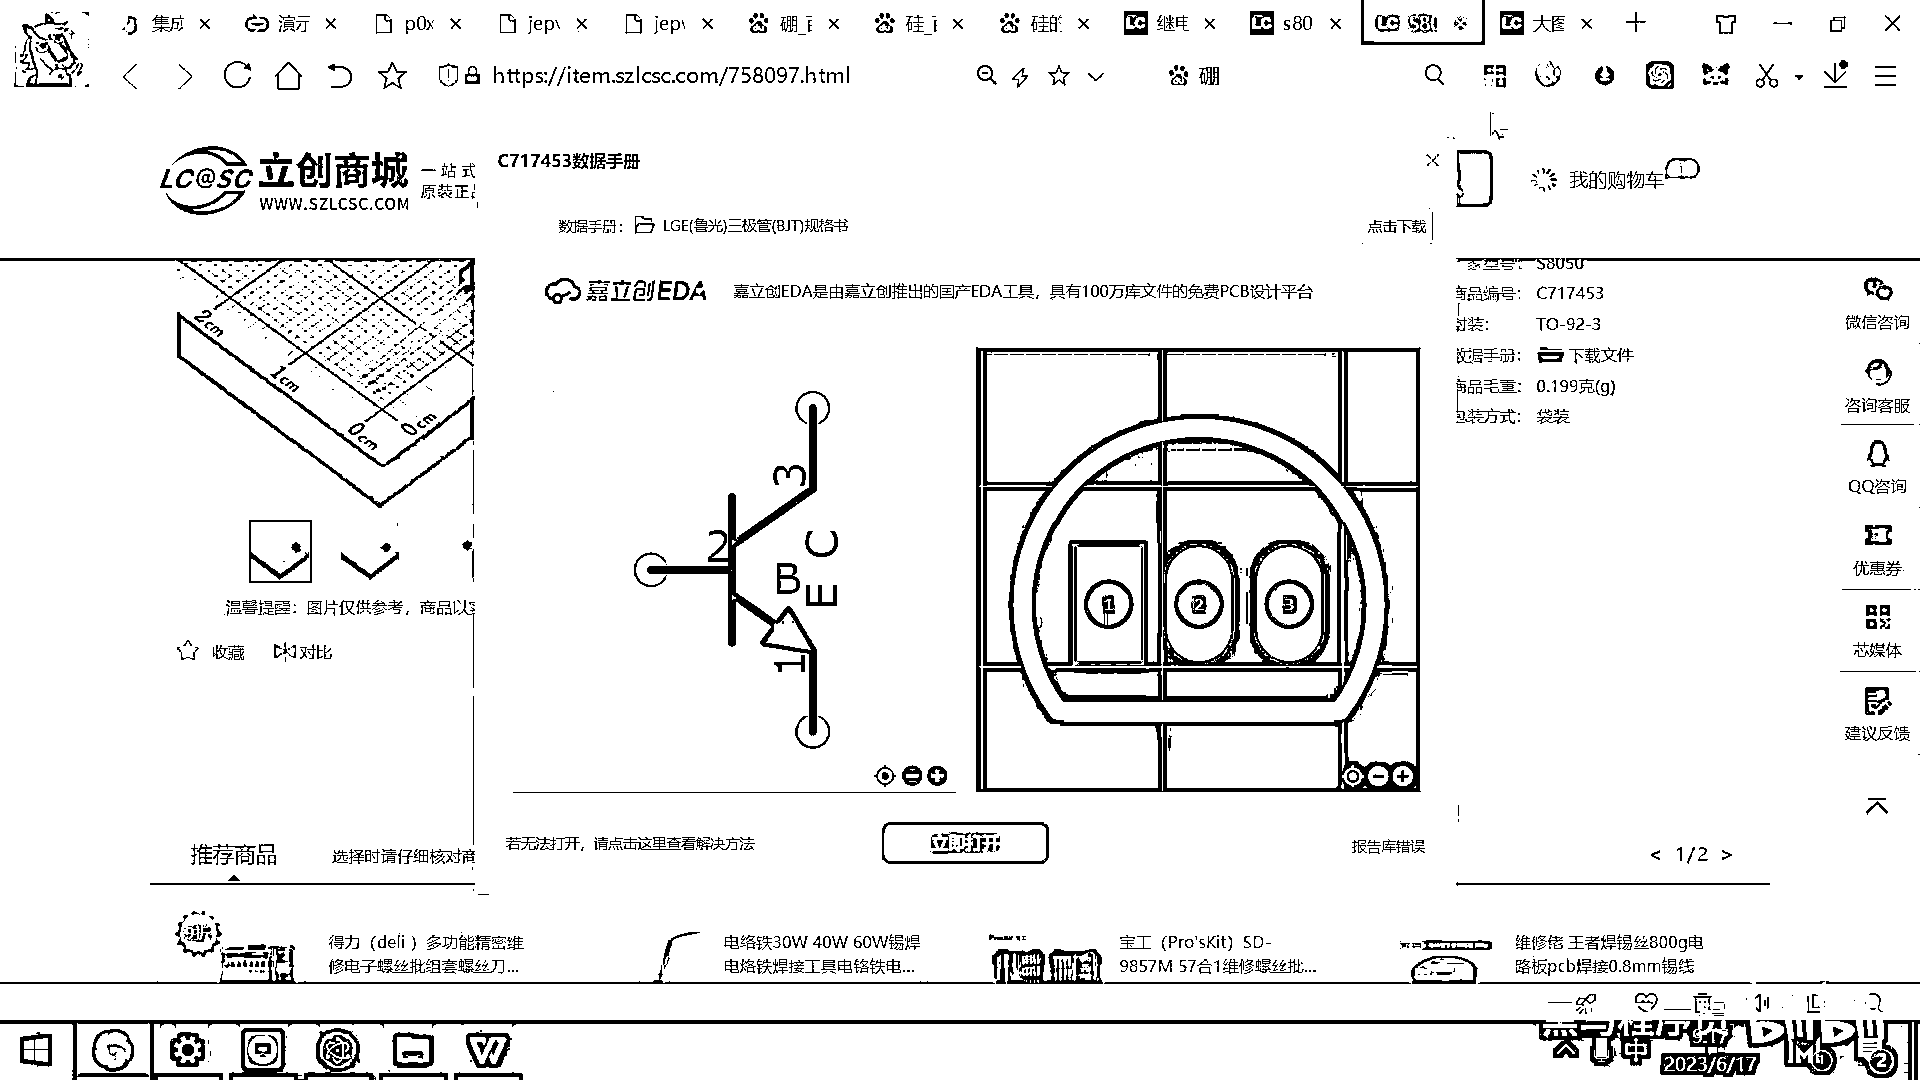 集成
演示
p0x
jep
jep
硼_百
硅_百
硅的
LC 继电
LC s80
LC S80
LC 大图
https://item.szlcsc.com/758097.html
硼
LC@SC 立创商城
WWW.SZLCSC.COM
一站式
原装正品
C717453数据手册
我的购物车
1
数据手册：
LGE(鲁光)三极管(BJT)规格书
点击下载
嘉立创EDA
嘉立创EDA是由嘉立创推出的国产EDA工具，具有100万库文件的免费PCB设计平台
S8050
商品编号： C717453
封装： TO-92-3
数据手册： 下载文件
商品毛重： 0.199克(g)
包装方式： 袋装
2cm
1cm
0cm
0cm
3
2
C
B
E
1
1
2
3
温馨提醒：图片仅供参考，商品以实
收藏
对比
微信咨询
咨询客服
QQ咨询
优惠券
芯媒体
建议反馈
若无法打开，请点击这里查看解决方法
立即打开
报告库错误
推荐商品
选择时请仔细核对商
< 1/2 >
得力（deli ）多功能精密维
修电子螺丝批组套螺丝刀...
电络铁30W 40W 60W锡焊
电烙铁焊接工具电铬铁电...
宝工（Pro'sKit）SD-
9857M 57合1维修螺丝批...
维修佬 王者焊锡丝800g电
路板pcb焊接0.8mm锡线
黑马程序员
中
2023/6/17
2